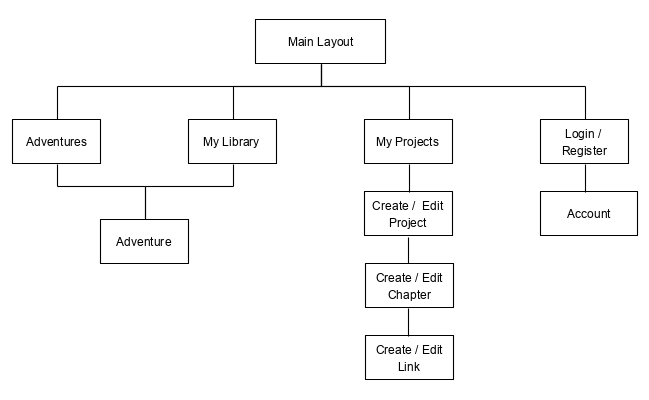 Main Layout
Adventures
My Library
My Projects
Login /
Register
Adventure
Create /  Edit
Project
Account
Create / Edit
Chapter
Create / Edit
Link